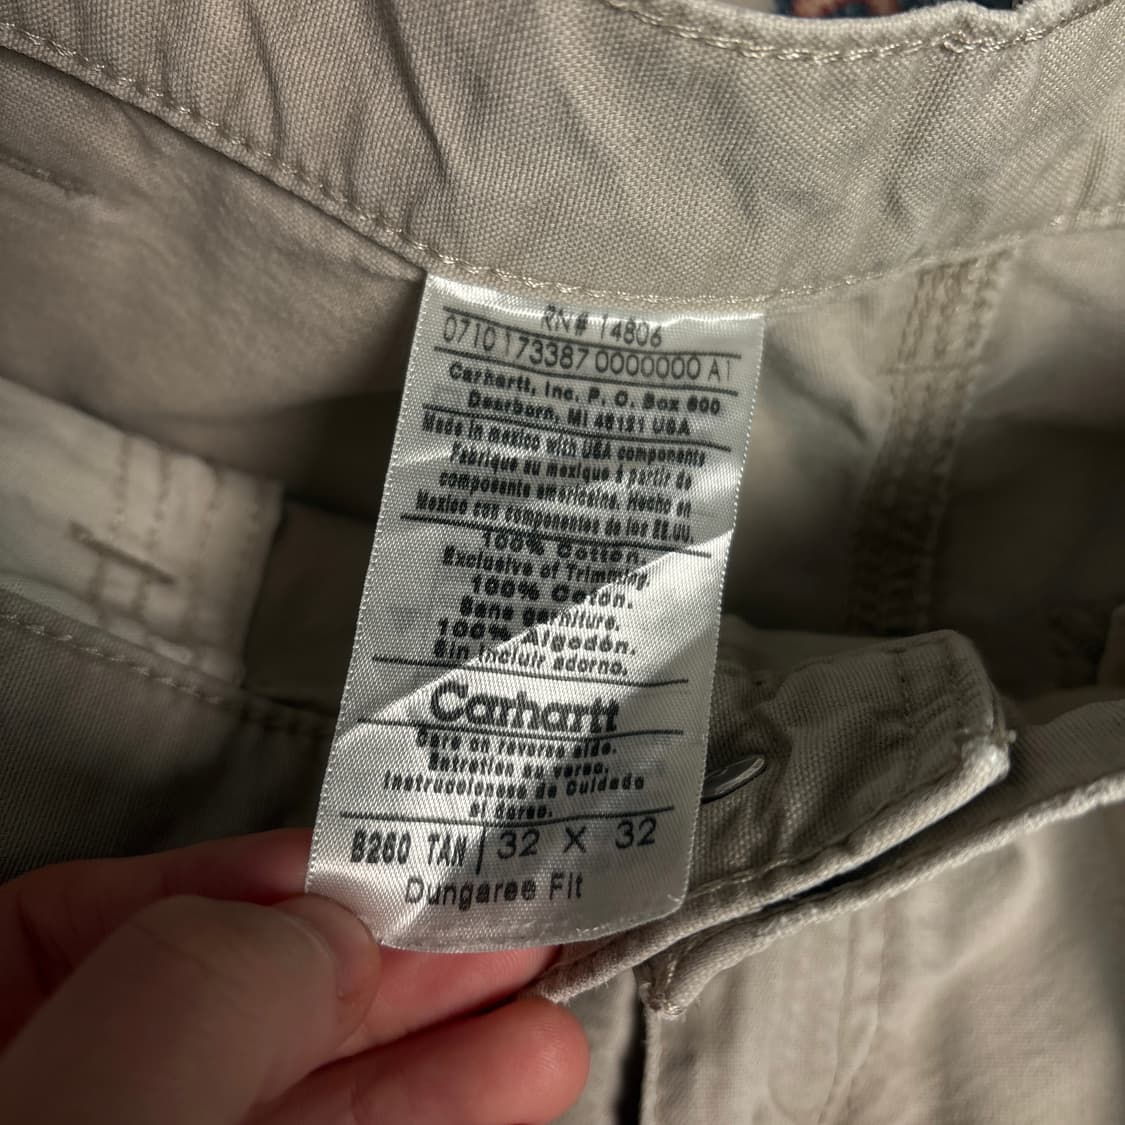 RN# 14806
0710 173387 0000000 A1
Carhartt, Inc. P. O. Box 600
Dearborn, MI 48121 USA
Made in mexico with USA components
Fabrique au mexique à partir de
composants americains. Hecho en
Mexico con componentes de los EE.UU.
100% Cotton.
Exclusive of Trimming.
100% Coton.
Sans garniture.
100% Algodón.
Sin incluir adorno.
Carhartt
Care on reverse side.
Entretien au verso.
Instrucciones de Cuidado
al dorso.
B260 TAN 32 X 32
Dungaree Fit